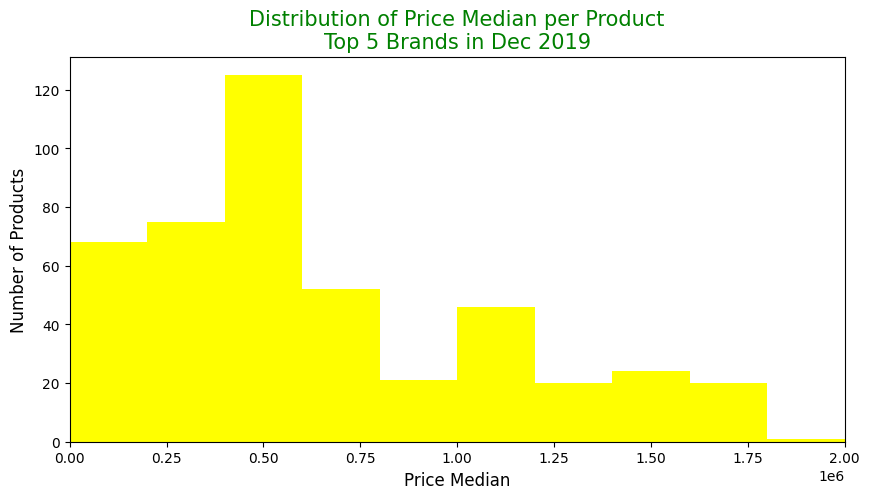 Distribution of Price Median per Product
Top 5 Brands in Dec 2019
120
100
80
60
40
20
0
Number of Products
0.00 0.25 0.50 0.75 1.00 1.25 1.50 1.75 2.00
1e6
Price Median